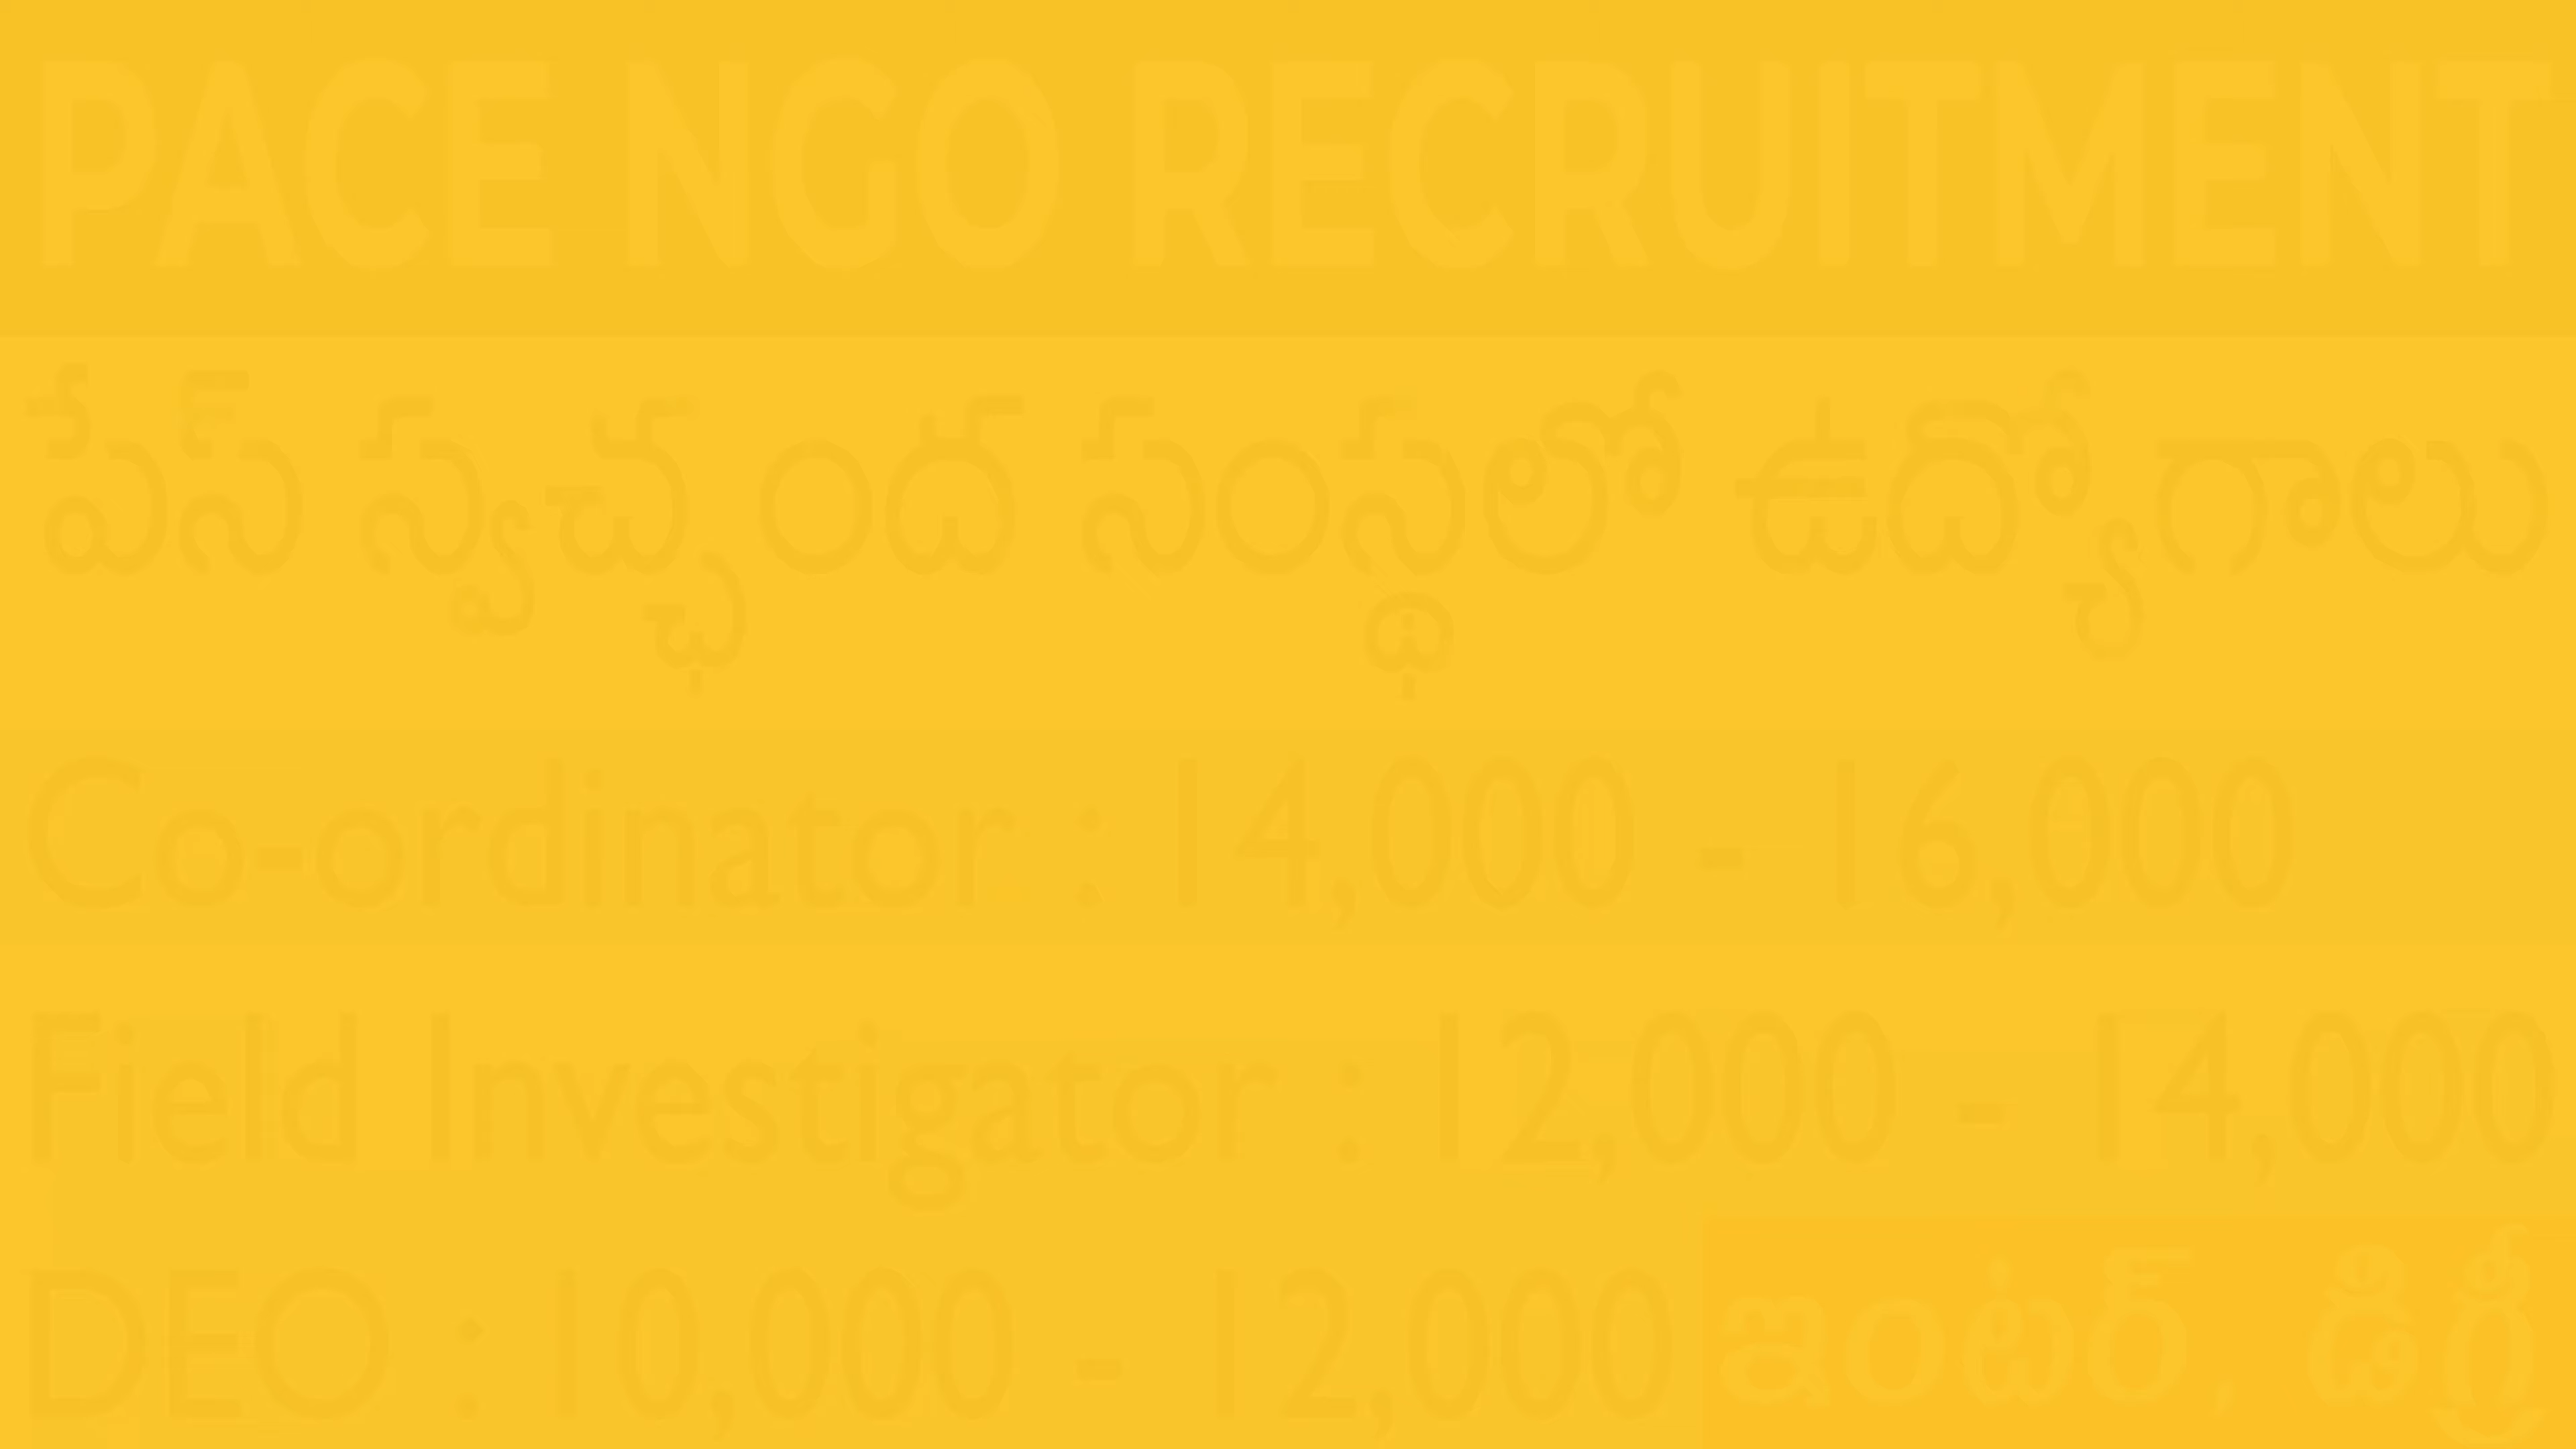 PACE NGO RECRUITMENT
పేస్ స్వచ్ఛంద సంస్థలో ఉద్యోగాలు
Co-ordinator : 14,000 - 16,000
Field Investigator : 12,000 - 14,000
DEO : 10,000 - 12,000 ఇంటర్, డిగ్రీ